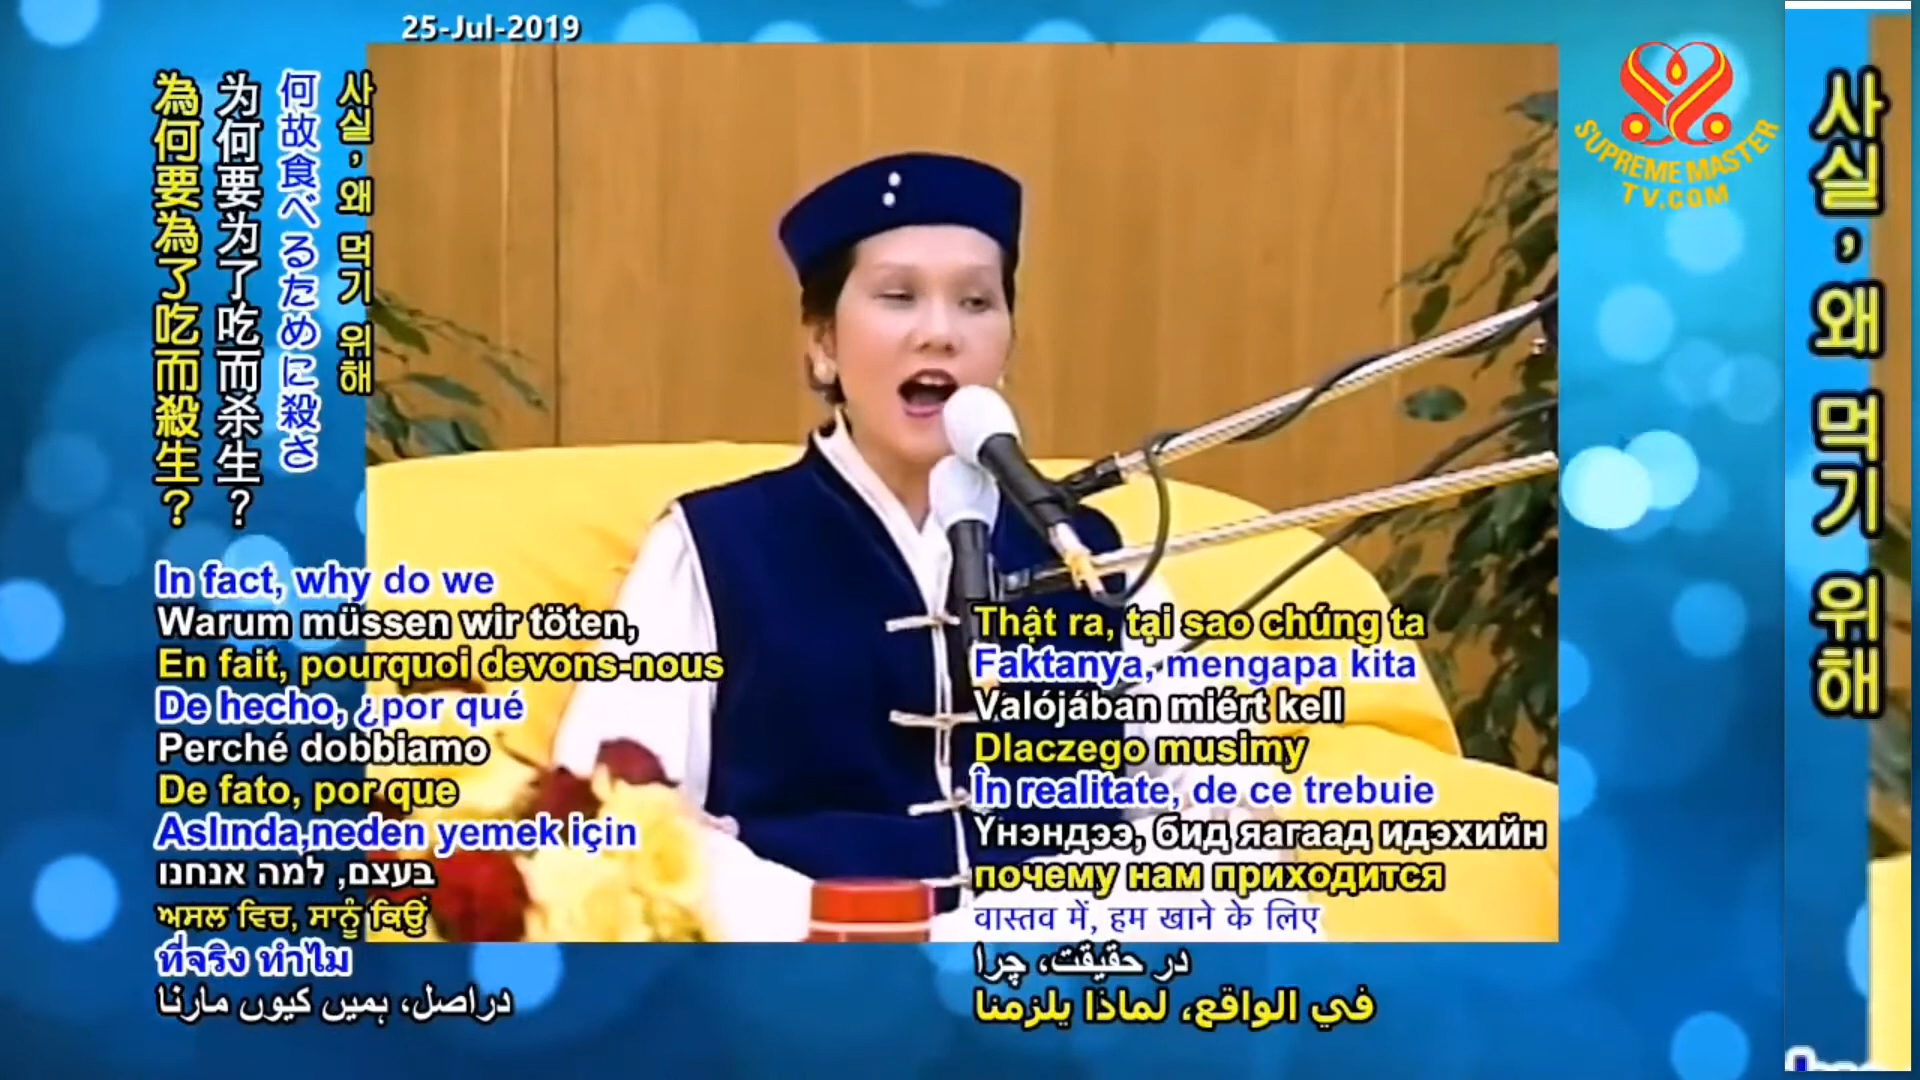 25-Jul-2019
SUPREME MASTER
TV.COM
為何要為了吃而殺生？
为何要为了吃而杀生？
何故食べるために殺さ
사실, 왜 먹기 위해
In fact, why do we
Warum müssen wir töten,
En fait, pourquoi devons-nous
De hecho, ¿por qué
Perché dobbiamo
De fato, por que
Aslında,neden yemek için
בעצם, למה אנחנו
ਅਸਲ ਵਿਚ, ਸਾਨੂੰ ਕਿਉਂ
ที่จริง ทำไม
دراصل، ہمیں کیوں مارنا
Thật ra, tại sao chúng ta
Faktanya, mengapa kita
Valójában miért kell
Dlaczego musimy
În realitate, de ce trebuie
Үнэндээ, бид яагаад идэхийн
почему нам приходится
वास्तव में, हम खाने के लिए
در حقیقت، چرا
في الواقع، لماذا يلزمنا
사실, 왜 먹기 위해